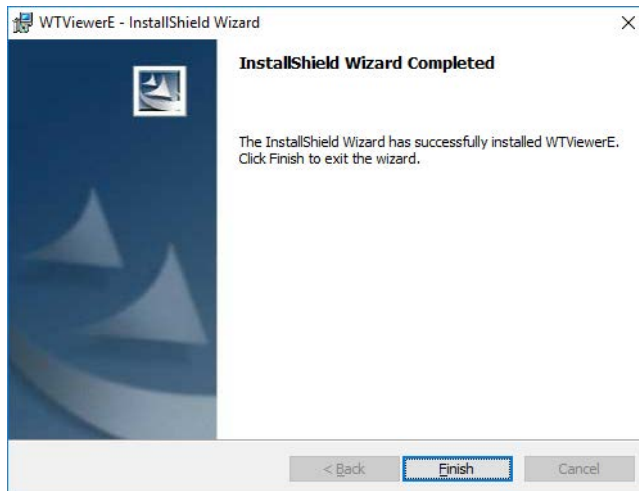 WTViewerE - InstallShield Wizard
InstallShield Wizard Completed
The InstallShield Wizard has successfully installed WTViewerE.
Click Finish to exit the wizard.
< Back
Finish
Cancel